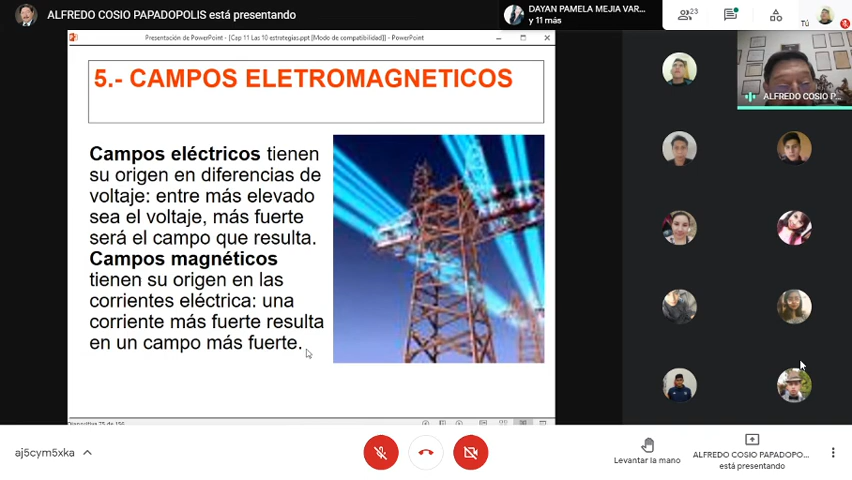 ALFREDO COSIO PAPADOPOLIS está presentando
DAYAN PAMELA MEJIA VAR...
y 11 más
23
Tú
Presentación de PowerPoint - [Cap 11 Las 10 estrategias.ppt [Modo de compatibilidad]] - PowerPoint
5.- CAMPOS ELETROMAGNETICOS
ALFREDO COSIO P...
Campos eléctricos tienen
su origen en diferencias de
voltaje: entre más elevado
sea el voltaje, más fuerte
será el campo que resulta.
Campos magnéticos
tienen su origen en las
corrientes eléctrica: una
corriente más fuerte resulta
en un campo más fuerte.
Diapositiva 75 de 156
aj5cym5xka
Levantar la mano
ALFREDO COSIO PAPADOPO...
está presentando